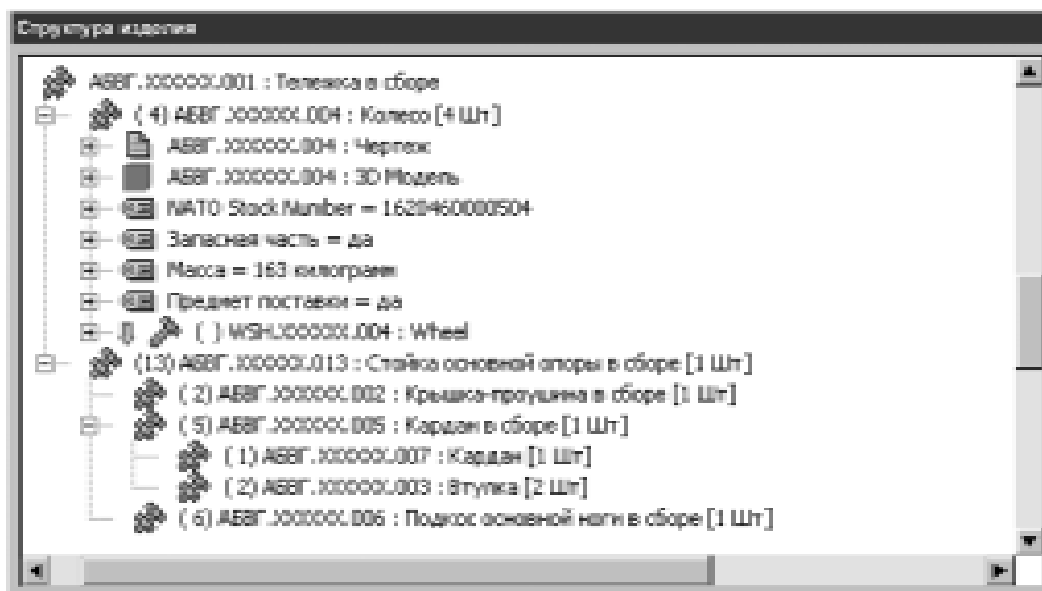 Структура изделия
АБВГ.XXXXXX.001 : Тележка в сборе
( 4) АБВГ.XXXXXX.004 : Колесо [4 Шт]
АБВГ.XXXXXX.004 : Чертеж
АБВГ.XXXXXX.004 : 3D Модель
NATO Stock Number = 1620460000504
Запасная часть = да
Масса = 163 килограмм
Предмет поставки = да
( ) WSH.XXXXXX.004 : Wheel
(13) АБВГ.XXXXXX.013 : Стойка основной опоры в сборе [1 Шт]
( 2) АБВГ.XXXXXX.002 : Крышка-проушина в сборе [1 Шт]
( 5) АБВГ.XXXXXX.005 : Кардан в сборе [1 Шт]
( 1) АБВГ.XXXXXX.007 : Кардан [1 Шт]
( 2) АБВГ.XXXXXX.003 : Втулка [2 Шт]
( 6) АБВГ.XXXXXX.006 : Подкос основной ноги в сборе [1 Шт]